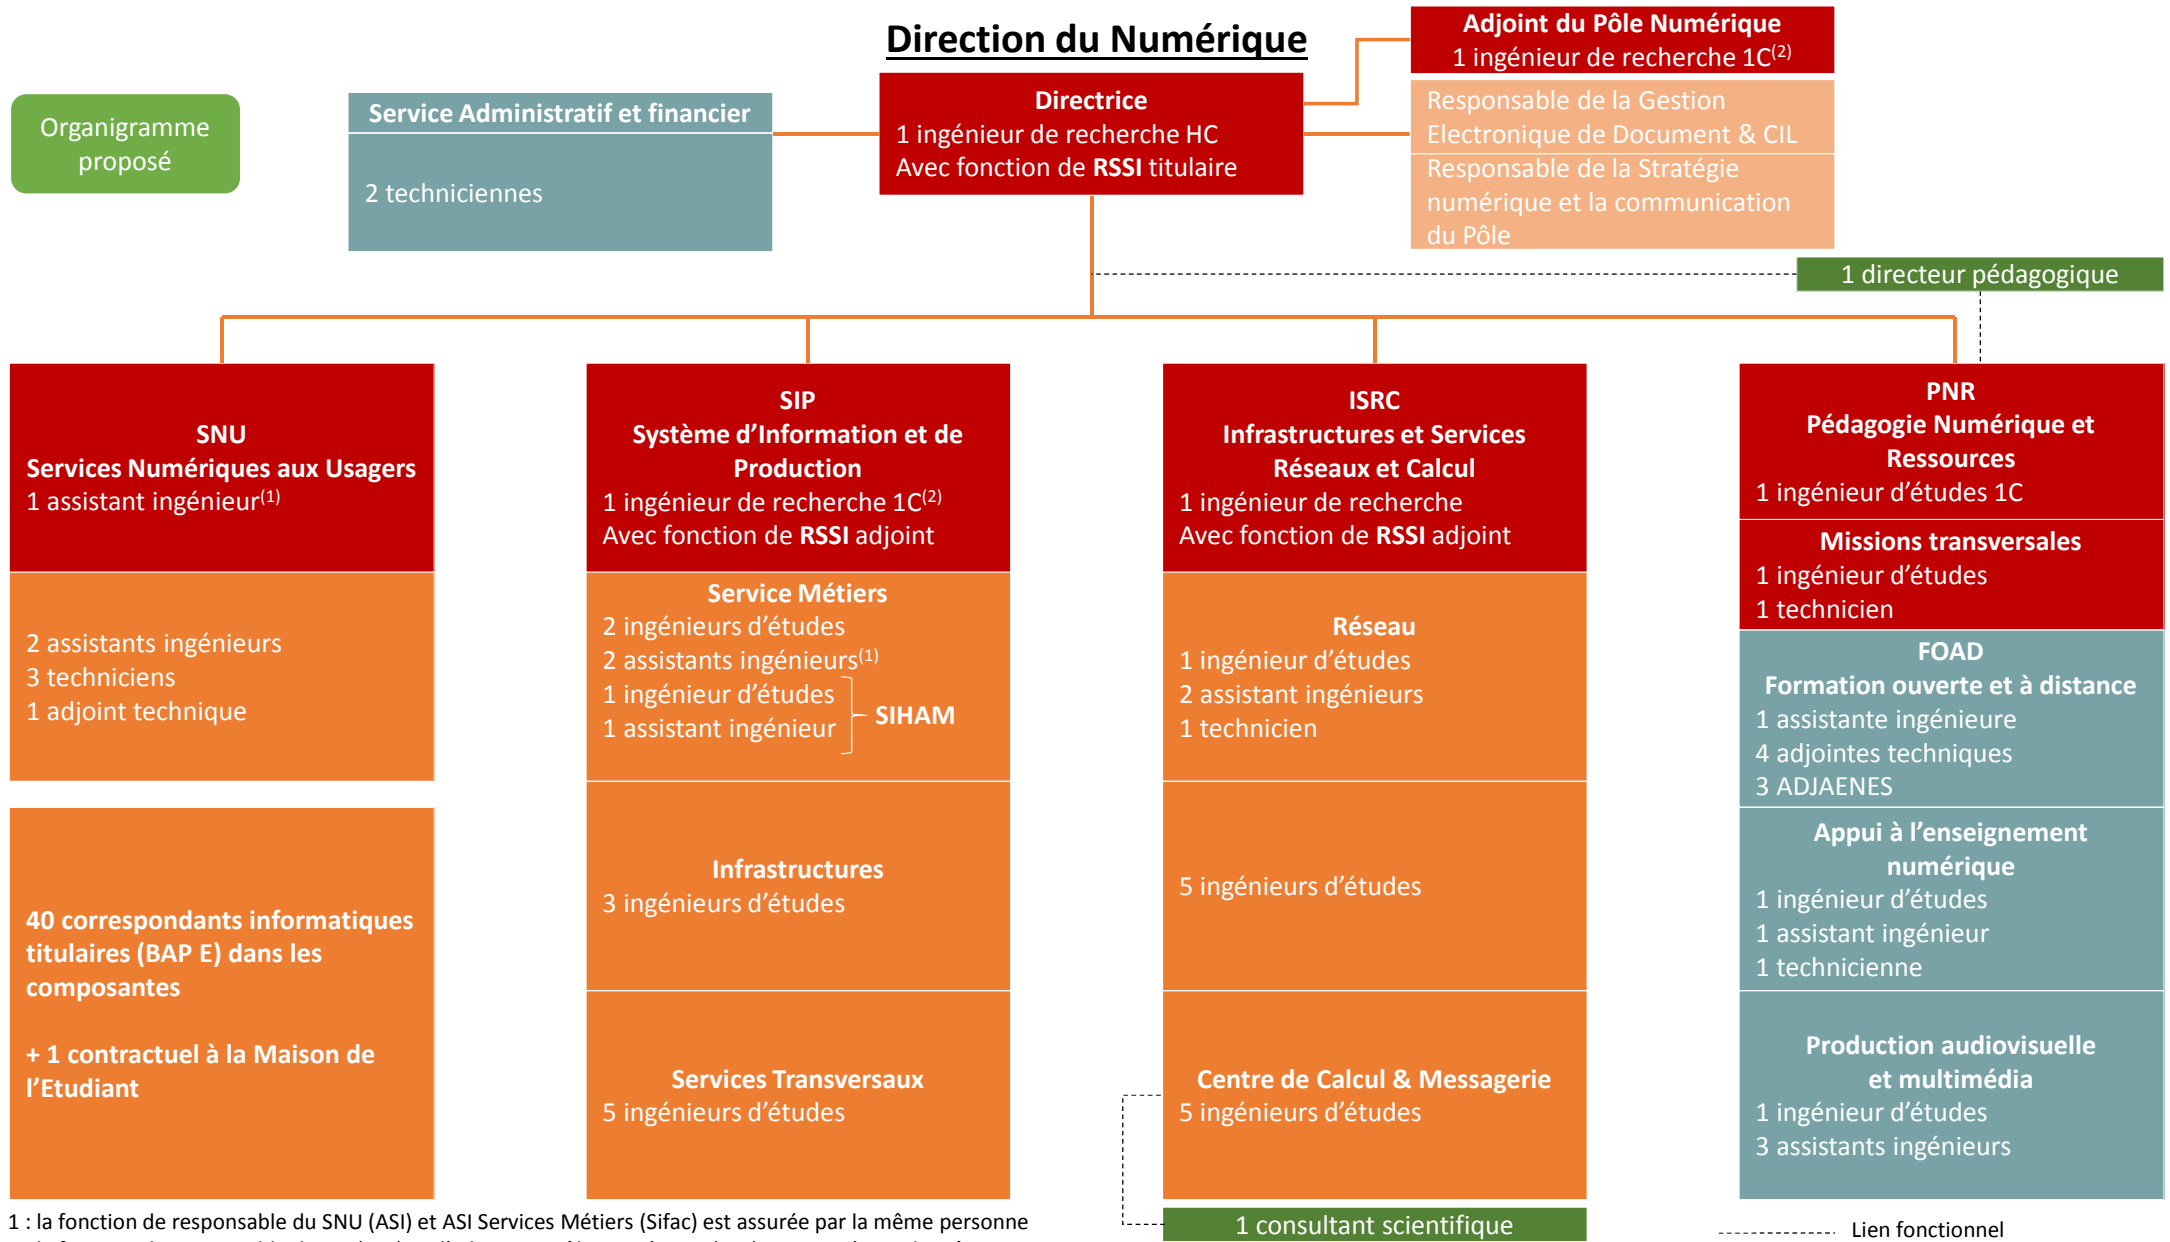 Direction du Numérique
Organigramme
proposé
Service Administratif et financier
2 techniciennes
Directrice
1 ingénieur de recherche HC
Avec fonction de RSSI titulaire
Adjoint du Pôle Numérique
1 ingénieur de recherche 1C(2)
Responsable de la Gestion
Electronique de Document & CIL
Responsable de la Stratégie
numérique et la communication
du Pôle
1 directeur pédagogique
SNU
Services Numériques aux Usagers
1 assistant ingénieur(1)
2 assistants ingénieurs
3 techniciens
1 adjoint technique
40 correspondants informatiques
titulaires (BAP E) dans les
composantes
+ 1 contractuel à la Maison de
l'Etudiant
SIP
Système d'Information et de
Production
1 ingénieur de recherche 1C(2)
Avec fonction de RSSI adjoint
Service Métiers
2 ingénieurs d'études
2 assistants ingénieurs(1)
1 ingénieur d'études
1 assistant ingénieur
SIHAM
Infrastructures
3 ingénieurs d'études
Services Transversaux
5 ingénieurs d'études
ISRC
Infrastructures et Services
Réseaux et Calcul
1 ingénieur de recherche
Avec fonction de RSSI adjoint
Réseau
1 ingénieur d'études
2 assistant ingénieurs
1 technicien
5 ingénieurs d'études
Centre de Calcul & Messagerie
5 ingénieurs d'études
1 consultant scientifique
PNR
Pédagogie Numérique et
Ressources
1 ingénieur d'études 1C
Missions transversales
1 ingénieur d'études
1 technicien
FOAD
Formation ouverte et à distance
1 assistante ingénieure
4 adjointes techniques
3 ADJAENES
Appui à l'enseignement
numérique
1 ingénieur d'études
1 assistant ingénieur
1 technicienne
Production audiovisuelle
et multimédia
1 ingénieur d'études
3 assistants ingénieurs
1 : la fonction de responsable du SNU (ASI) et ASI Services Métiers (Sifac) est assurée par la même personne
Lien fonctionnel